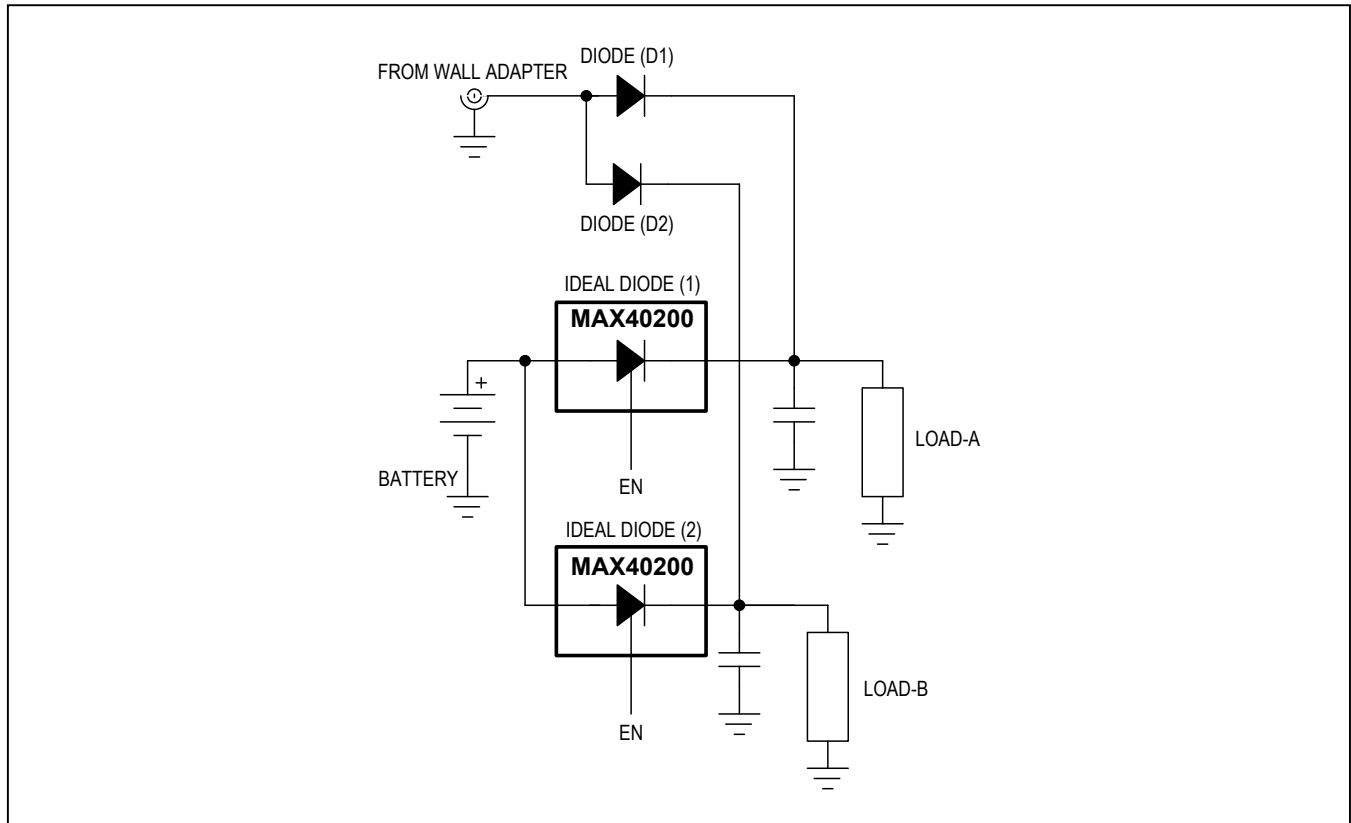 DIODE (D1)
FROM WALL ADAPTER
DIODE (D2)
IDEAL DIODE (1)
MAX40200
+
LOAD-A
BATTERY
EN
IDEAL DIODE (2)
MAX40200
LOAD-B
EN